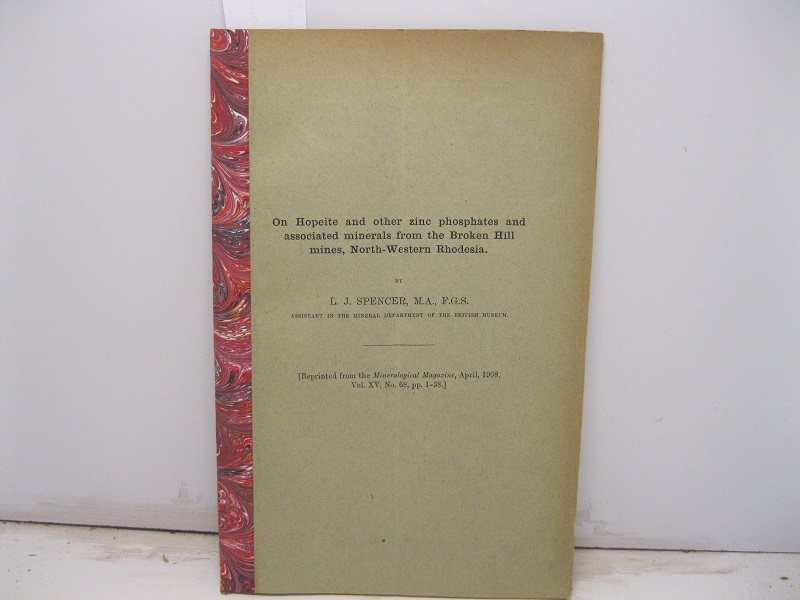 On Hopeite and other zinc phosphates and
associated minerals from the Broken Hill
mines, North-Western Rhodesia.
BY
L. J. SPENCER, M.A., F.G.S.
ASSISTANT IN THE MINERAL DEPARTMENT OF THE BRITISH MUSEUM.
[Reprinted from the Mineralogical Magazine, April, 1908,
Vol. XV, No. 68, pp. 1-38.]